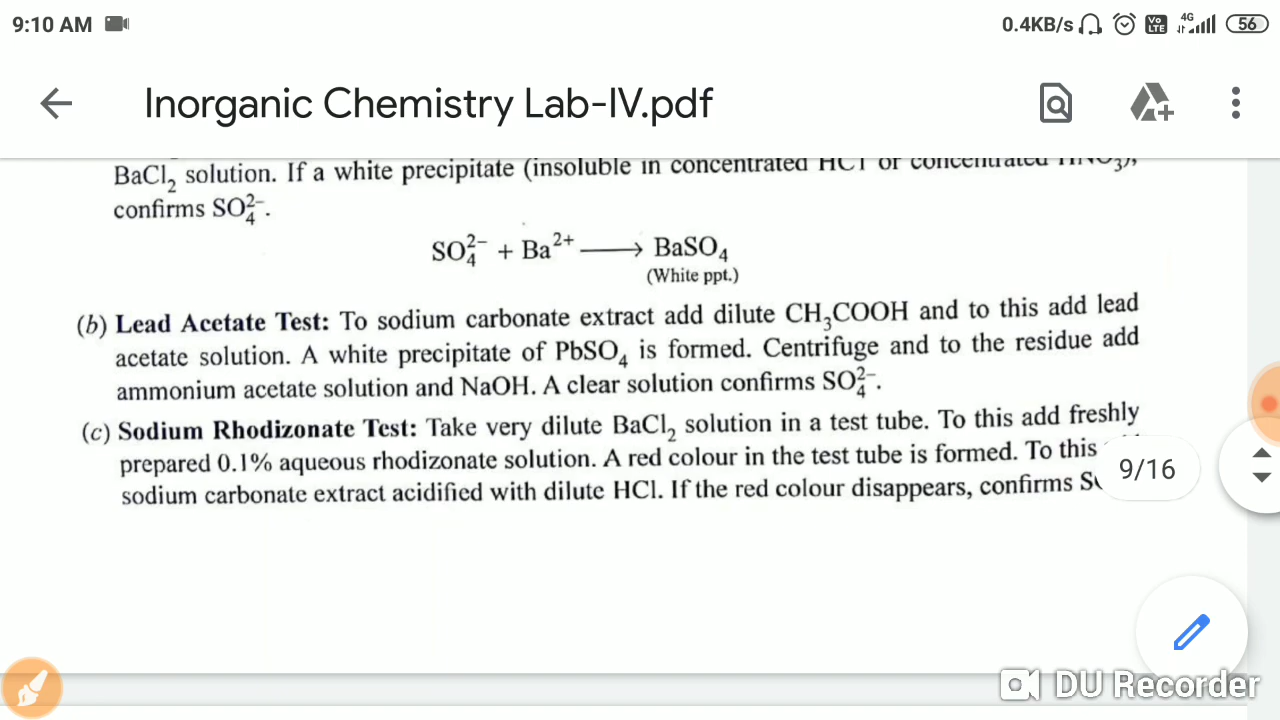 9:10 AM
0.4KB/s Vo LTE 4G 56
Inorganic Chemistry Lab-IV.pdf
BaCl₂ solution. If a white precipitate (insoluble in concentrated HCl or concentrated HNO₃),
confirms SO₄²⁻.
SO₄²⁻ + Ba²⁺ ⟶ BaSO₄
(White ppt.)
(b) Lead Acetate Test: To sodium carbonate extract add dilute CH₃COOH and to this add lead
acetate solution. A white precipitate of PbSO₄ is formed. Centrifuge and to the residue add
ammonium acetate solution and NaOH. A clear solution confirms SO₄²⁻.
(c) Sodium Rhodizonate Test: Take very dilute BaCl₂ solution in a test tube. To this add freshly
prepared 0.1% aqueous rhodizonate solution. A red colour in the test tube is formed. To this
sodium carbonate extract acidified with dilute HCl. If the red colour disappears, confirms
9/16
DU Recorder